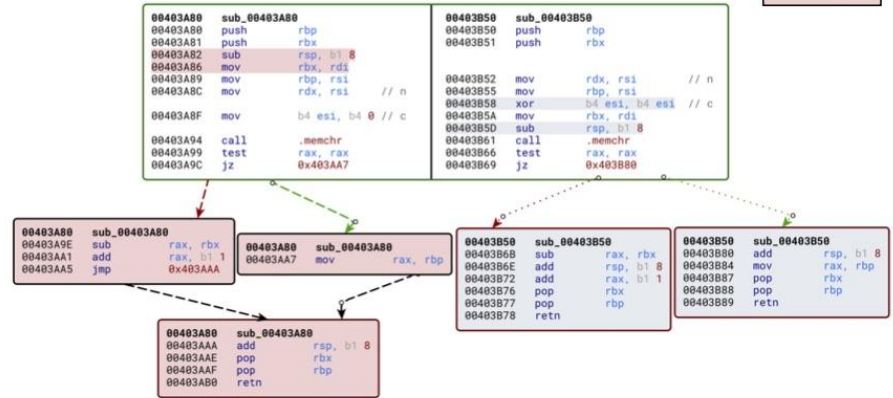 00403A80 sub_00403A80
00403A80 push rbp
00403A81 push rbx
00403A82 sub rsp, b1 8
00403A86 mov rbx, rdi
00403A89 mov rbp, rsi
00403A8C mov rdx, rsi // n
00403A8F mov b4 esi, b4 0 // c
00403A94 call .memchr
00403A99 test rax, rax
00403A9C jz 0x403AA7
00403B50 sub_00403B50
00403B50 push rbp
00403B51 push rbx
00403B52 mov rdx, rsi // n
00403B55 mov rbp, rsi
00403B58 xor b4 esi, b4 esi // c
00403B5A mov rbx, rdi
00403B5D sub rsp, b1 8
00403B61 call .memchr
00403B66 test rax, rax
00403B69 jz 0x403B80
00403A80 sub_00403A80
00403A9E sub rax, rbx
00403AA1 add rax, b1 1
00403AA5 jmp 0x403AAA
00403A80 sub_00403A80
00403AA7 mov rax, rbp
00403B50 sub_00403B50
00403B6B sub rax, rbx
00403B6E add rsp, b1 8
00403B72 add rax, b1 1
00403B76 pop rbx
00403B77 pop rbp
00403B78 retn
00403B50 sub_00403B50
00403B80 add rsp, b1 8
00403B84 mov rax, rbp
00403B87 pop rbx
00403B88 pop rbp
00403B89 retn
00403A80 sub_00403A80
00403AAA add rsp, b1 8
00403AAE pop rbx
00403AAF pop rbp
00403AB0 retn